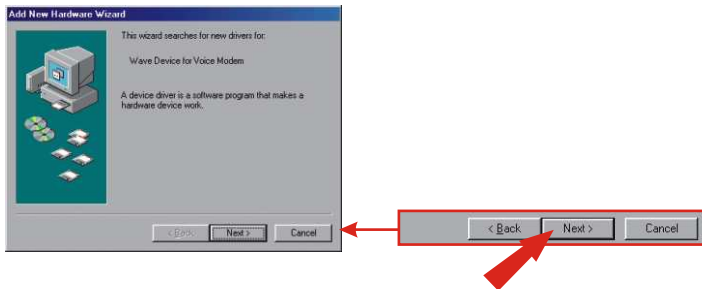 Add New Hardware Wizard
This wizard searches for new drivers for:
Wave Device for Voice Modem
A device driver is a software program that makes a
hardware device work.
< Back Next > Cancel
< Back Next > Cancel